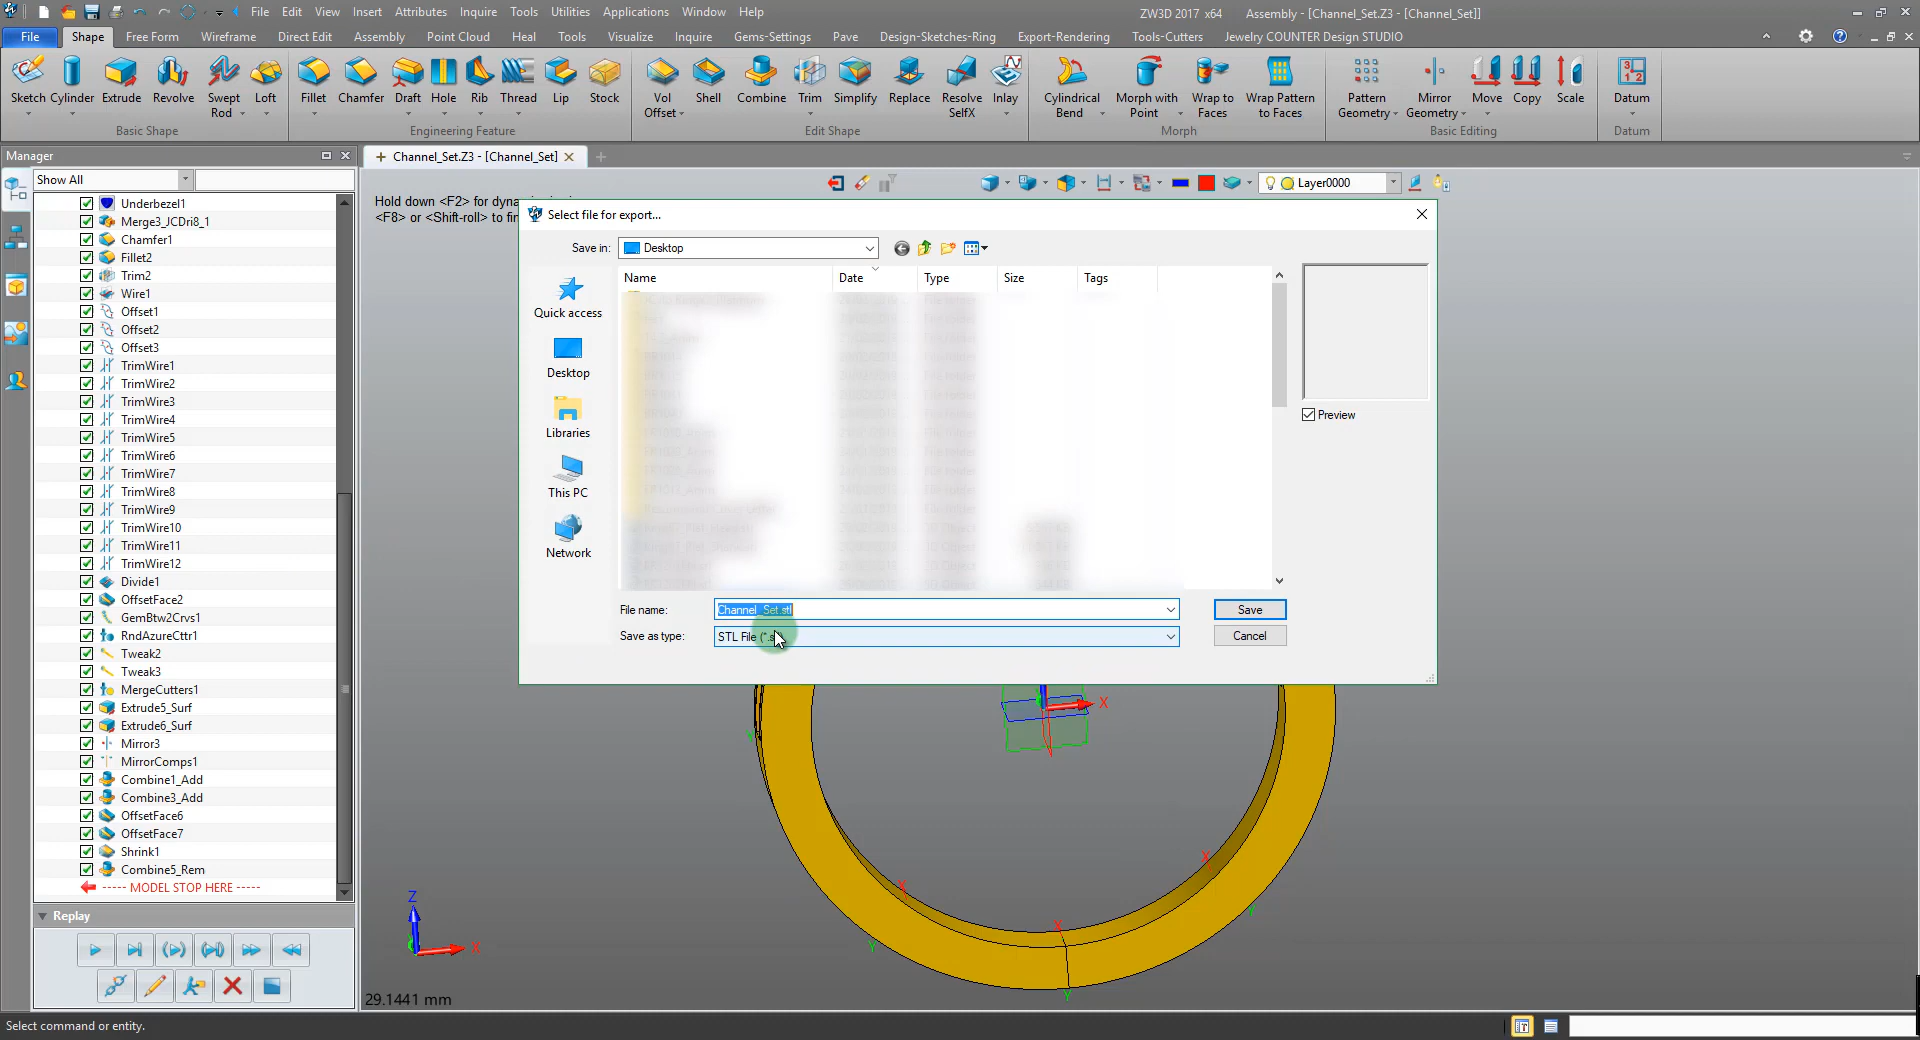 File Edit View Insert Attributes Inquire Tools Utilities Applications Window Help
ZW3D 2017 x64 Assembly - [Channel_Set.Z3 - [Channel_Set]]
File Shape Free Form Wireframe Direct Edit Assembly Point Cloud Heal Tools Visualize Inquire Gems-Settings Pave Design-Sketches-Ring Export-Rendering Tools-Cutters Jewelry COUNTER Design STUDIO
Sketch Cylinder Extrude Revolve Swept Rod Loft
Fillet Chamfer Draft Hole Rib Thread Lip Stock
Vol Offset Shell Combine Trim Simplify Replace Resolve SelfX Inlay
Cylindrical Bend Morph with Point Wrap to Faces Wrap Pattern to Faces
Pattern Geometry Mirror Geometry Move Copy Scale Datum
Basic Shape Engineering Feature Edit Shape Morph Basic Editing Datum
Manager
Channel_Set.Z3 - [Channel_Set]
Show All
Layer0000
Hold down <F2> for dyna
<F8> or <Shift-roll> to fin
Underbezel1
Merge3_JCDri8_1
Chamfer1
Fillet2
Trim2
Wire1
Offset1
Offset2
Offset3
TrimWire1
TrimWire2
TrimWire3
TrimWire4
TrimWire5
TrimWire6
TrimWire7
TrimWire8
TrimWire9
TrimWire10
TrimWire11
TrimWire12
Divide1
OffsetFace2
GemBtw2Crvs1
RndAzureCttr1
Tweak2
Tweak3
MergeCutters1
Extrude5_Surf
Extrude6_Surf
Mirror3
MirrorComps1
Combine1_Add
Combine3_Add
OffsetFace6
OffsetFace7
Shrink1
Combine5_Rem
----- MODEL STOP HERE -----
Replay
Select file for export...
Save in: Desktop
Name Date Type Size Tags
Quick access
Desktop
Libraries
This PC
Network
Preview
File name: Channel_Set.stl
Save
Save as type: STL File (*.s
Cancel
X
X
X
X
Y
Y
Y
Y
Z
X
29.1441 mm
Select command or entity.